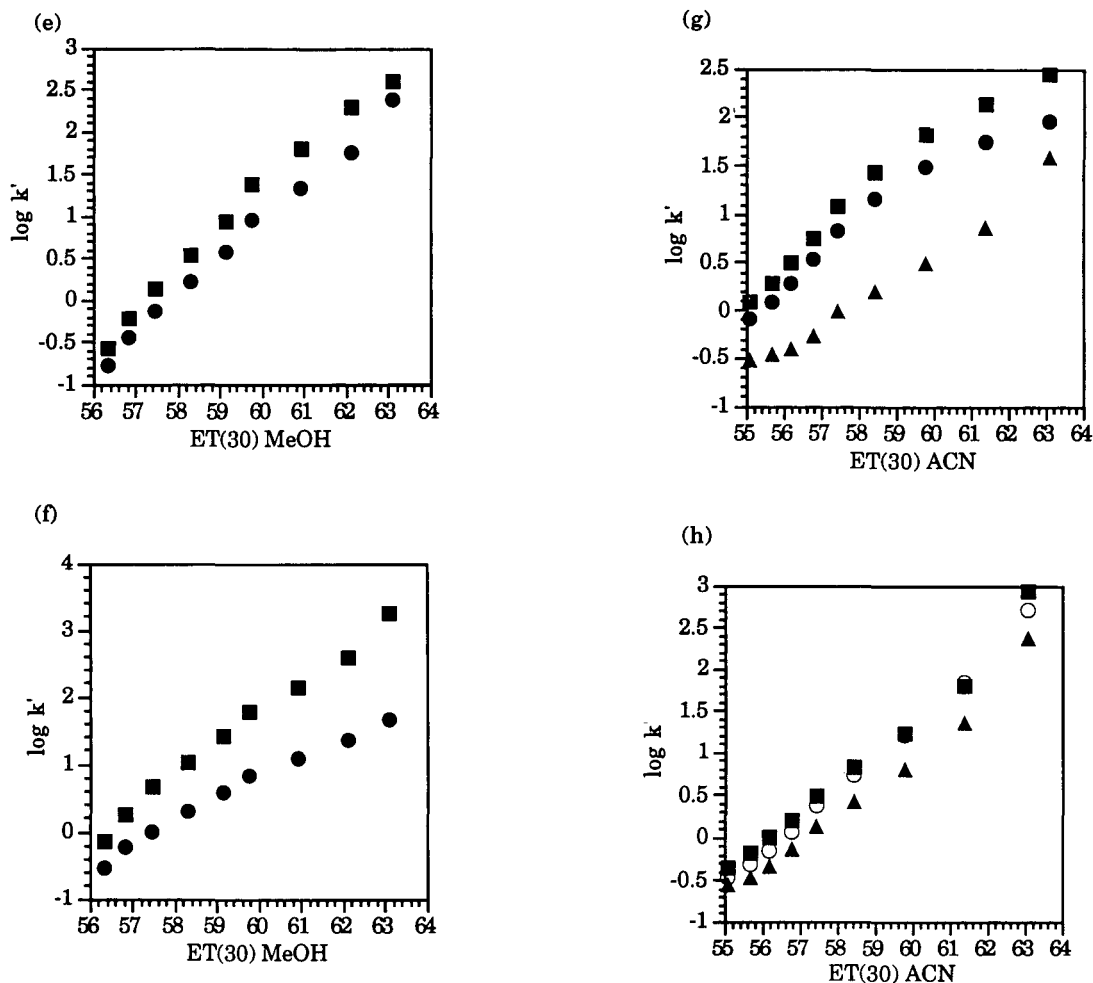 (e)
3
2.5
2
1.5
1
0.5
0
-0.5
-1
log k'
56 57 58 59 60 61 62 63 64
ET(30) MeOH
(f)
4
3
2
1
0
-1
log k'
56 57 58 59 60 61 62 63 64
ET(30) MeOH
(g)
2.5
2
1.5
1
0.5
0
-0.5
-1
log k'
55 56 57 58 59 60 61 62 63 64
ET(30) ACN
(h)
3
2.5
2
1.5
1
0.5
0
-0.5
-1
log k'
55 56 57 58 59 60 61 62 63 64
ET(30) ACN